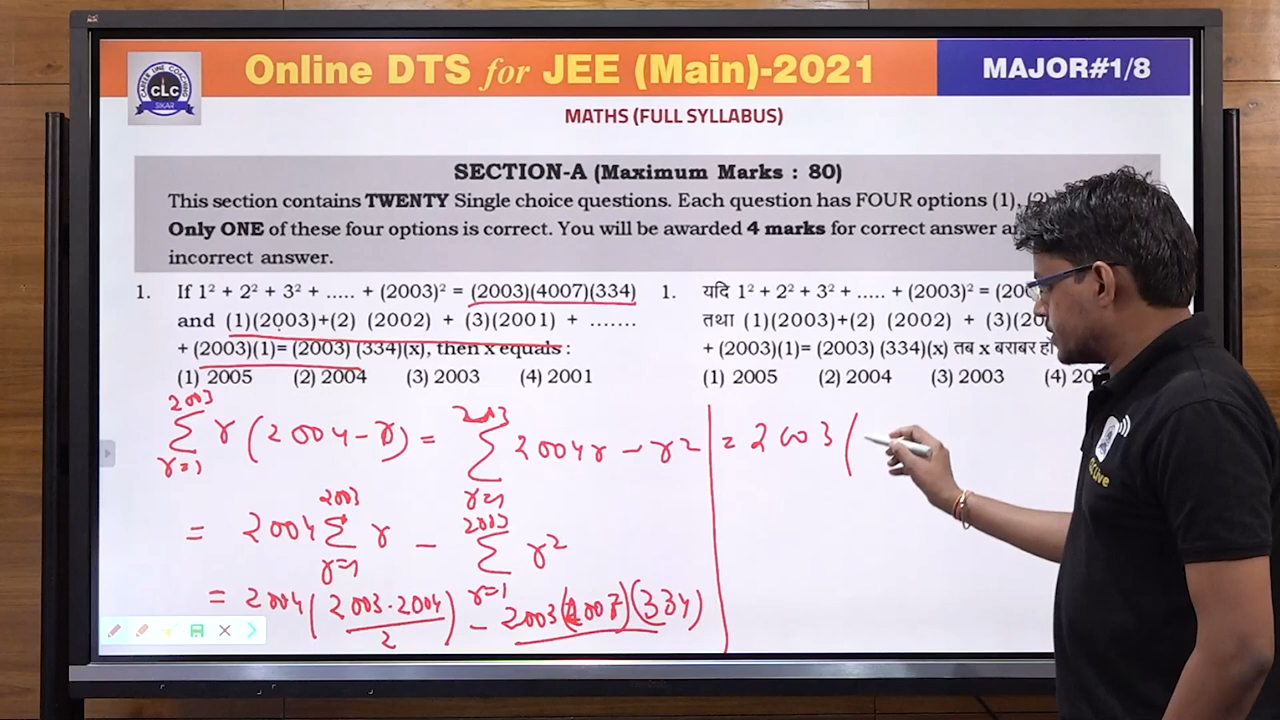 Online DTS for JEE (Main)-2021
MAJOR#1/8
CAREER LINE COACHING
CLC
SIKAR
MATHS (FULL SYLLABUS)
SECTION-A (Maximum Marks : 80)
This section contains TWENTY Single choice questions. Each question has FOUR options (1), (2)
Only ONE of these four options is correct. You will be awarded 4 marks for correct answer
incorrect answer.
1. If 1² + 2² + 3² + ..... + (2003)² = (2003)(4007)(334)
and (1)(2003)+(2) (2002) + (3)(2001) + .......
+ (2003)(1)= (2003) (334)(x), then x equals :
(1) 2005 (2) 2004 (3) 2003 (4) 2001
1. यदि 1² + 2² + 3² + ..... + (2003)² =
तथा (1)(2003)+(2) (2002) +
+ (2003)(1)= (2003) (334)(x) तब x बराबर
(1) 2005 (2) 2004 (3) 2003 (4)
2003 Σ r=1 r (2004-r) = 2003 Σ r=1 2004r - r²
= 2004 2003 Σ r=1 r - 2003 Σ r=1 r²
= 2004 (2003·2004 / 2) - 2003(4007)(334)
= 2003 (